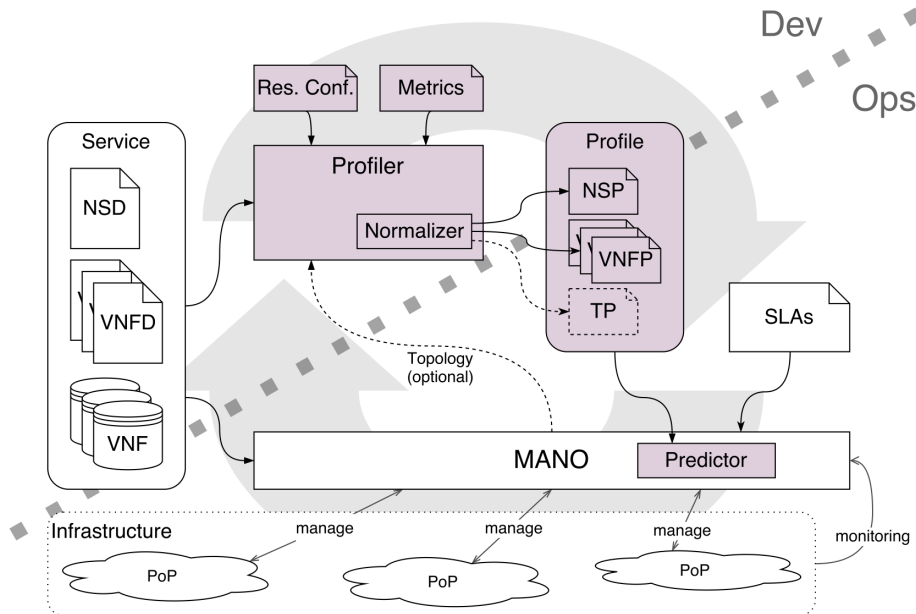 Dev
Ops
Res. Conf.
Metrics
Service
Profiler
Profile
NSD
Normalizer
NSP
V
VNFP
VNFD
TP
SLAs
Topology
(optional)
VNF
MANO
Predictor
Infrastructure
manage
manage
manage
monitoring
PoP
PoP
PoP